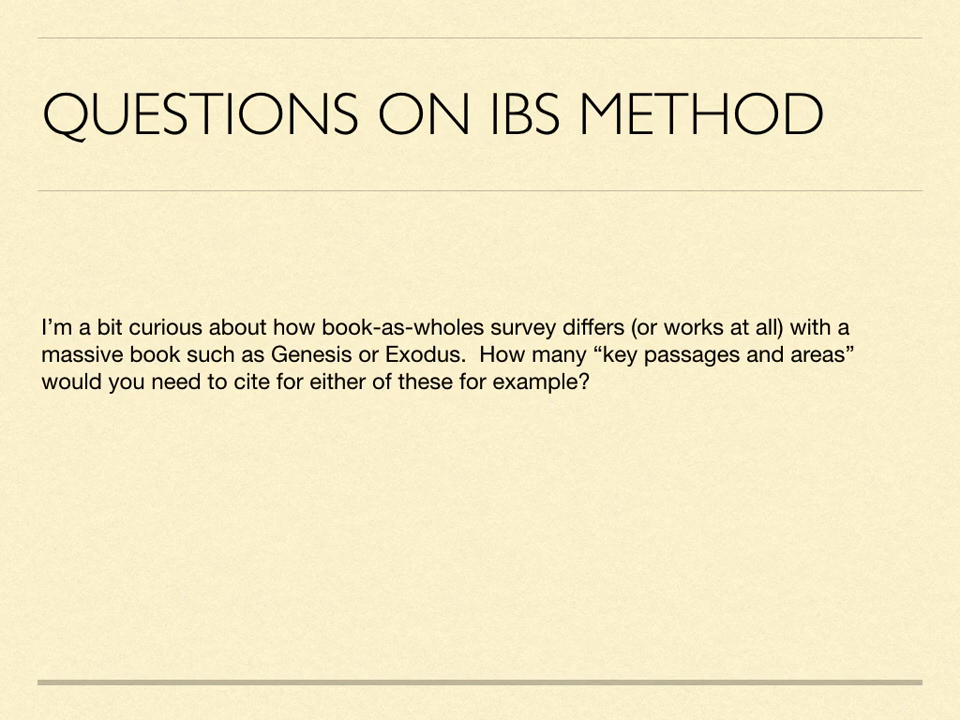 QUESTIONS ON IBS METHOD
I’m a bit curious about how book-as-wholes survey differs (or works at all) with a
massive book such as Genesis or Exodus.  How many “key passages and areas”
would you need to cite for either of these for example?